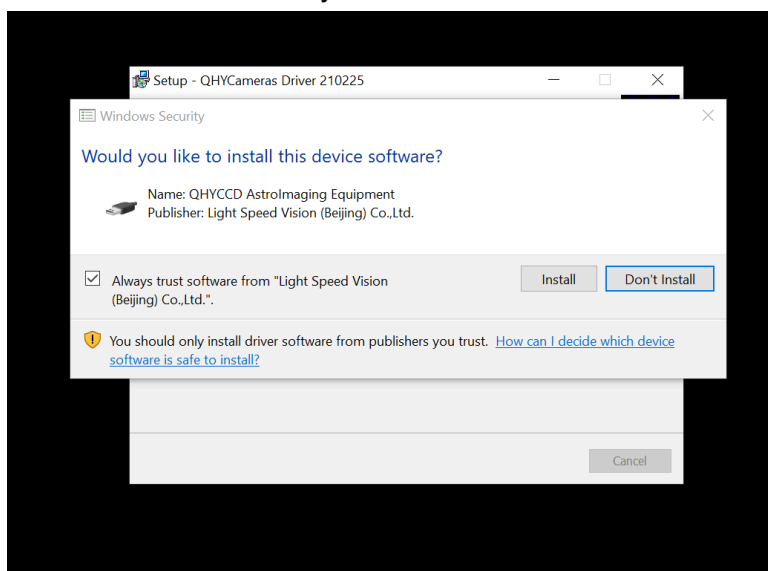 Setup - QHYCameras Driver 210225
Windows Security
Would you like to install this device software?
Name: QHYCCD AstroImaging Equipment
Publisher: Light Speed Vision (Beijing) Co.,Ltd.
Always trust software from "Light Speed Vision
(Beijing) Co.,Ltd.".
Install
Don't Install
You should only install driver software from publishers you trust. How can I decide which device
software is safe to install?
Cancel